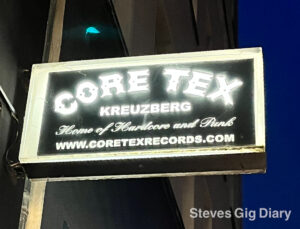 CORE TEX
KREUZBERG
Home of Hardcore and Punk
WWW.CORETEXRECORDS.COM
Steves Gig Diary